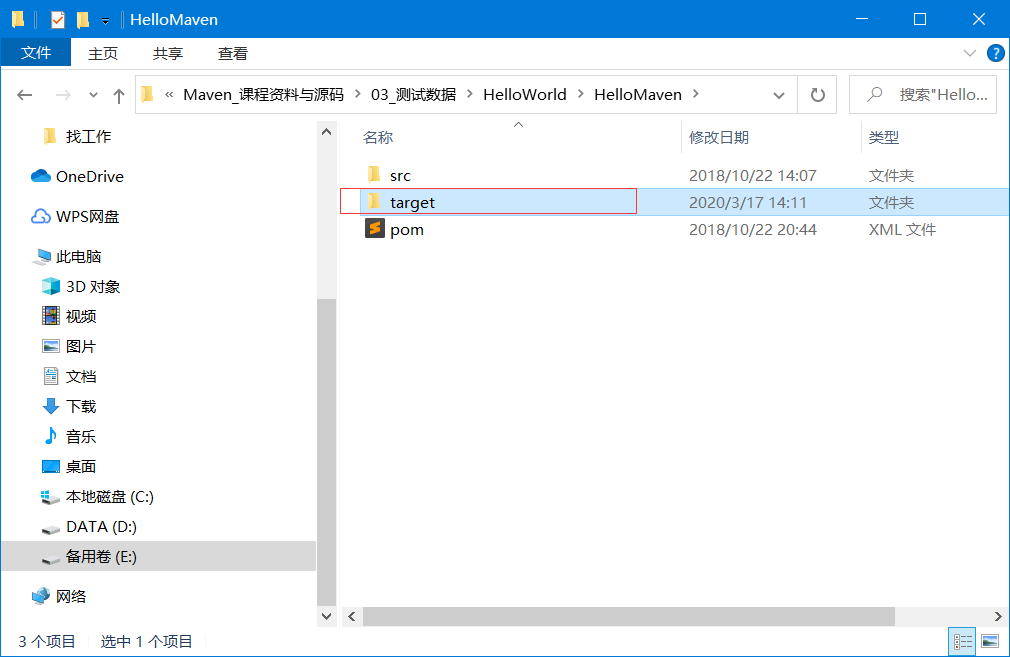 HelloMaven
文件 主页 共享 查看
« Maven_课程资料与源码 > 03_测试数据 > HelloWorld > HelloMaven >
搜索"Hello...
找工作
OneDrive
WPS网盘
此电脑
3D 对象
视频
图片
文档
下载
音乐
桌面
本地磁盘 (C:)
DATA (D:)
备用卷 (E:)
网络
名称 修改日期 类型
src 2018/10/22 14:07 文件夹
target 2020/3/17 14:11 文件夹
pom 2018/10/22 20:44 XML 文件
3 个项目 选中 1 个项目